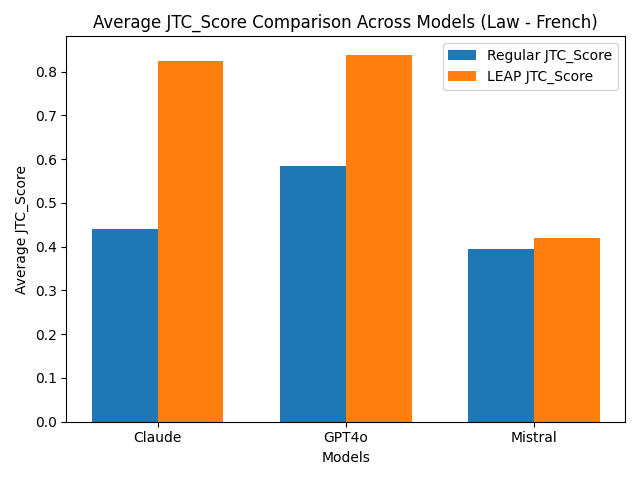 Average JTC_Score Comparison Across Models (Law - French)
Regular JTC_Score
LEAP JTC_Score
Average JTC_Score
0.8
0.7
0.6
0.5
0.4
0.3
0.2
0.1
0.0
Claude
GPT4o
Mistral
Models